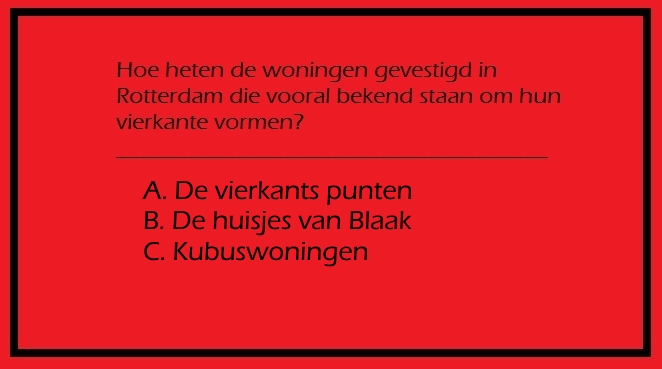 Hoe heten de woningen gevestigd in
Rotterdam die vooral bekend staan om hun
vierkante vormen?
A. De vierkants punten
B. De huisjes van Blaak
C. Kubuswoningen